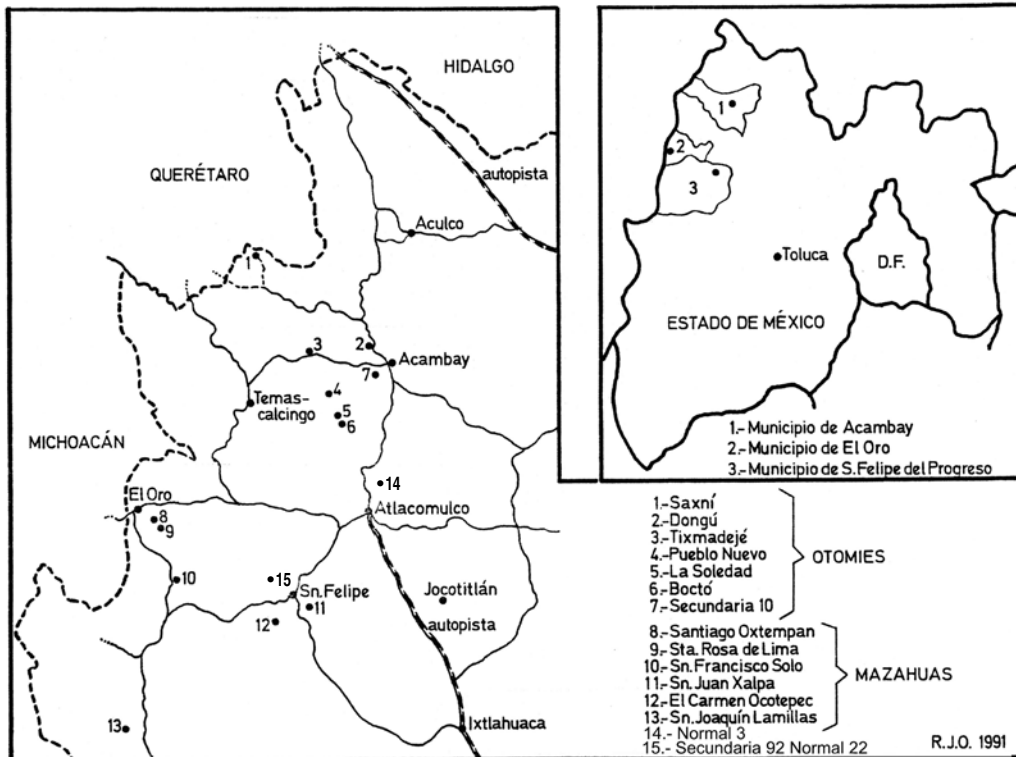 HIDALGO
QUERÉTARO
autopista
Aculco
1
2
3
Acambay
7
4
Temas-
calcingo
5
6
MICHOACÁN
14
El Oro
Atlacomulco
8
9
10
15
Sn. Felipe
Jocotitlán
11
12
autopista
13
Ixtlahuaca
1
2
3
Toluca
D.F.
ESTADO DE MÉXICO
1.- Municipio de Acambay
2.- Municipio de El Oro
3.- Municipio de S. Felipe del Progreso
1.- Saxní
2.- Dongú
3.- Tixmadejé
4.- Pueblo Nuevo
5.- La Soledad
6.- Boctó
7.- Secundaria 10
OTOMIES
8.- Santiago Oxtempan
9.- Sta. Rosa de Lima
10.- Sn. Francisco Solo
11.- Sn. Juan Xalpa
12.- El Carmen Ocotepec
13.- Sn. Joaquín Lamillas
MAZAHUAS
14.- Normal 3
15.- Secundaria 92 Normal 22
R.J.O. 1991